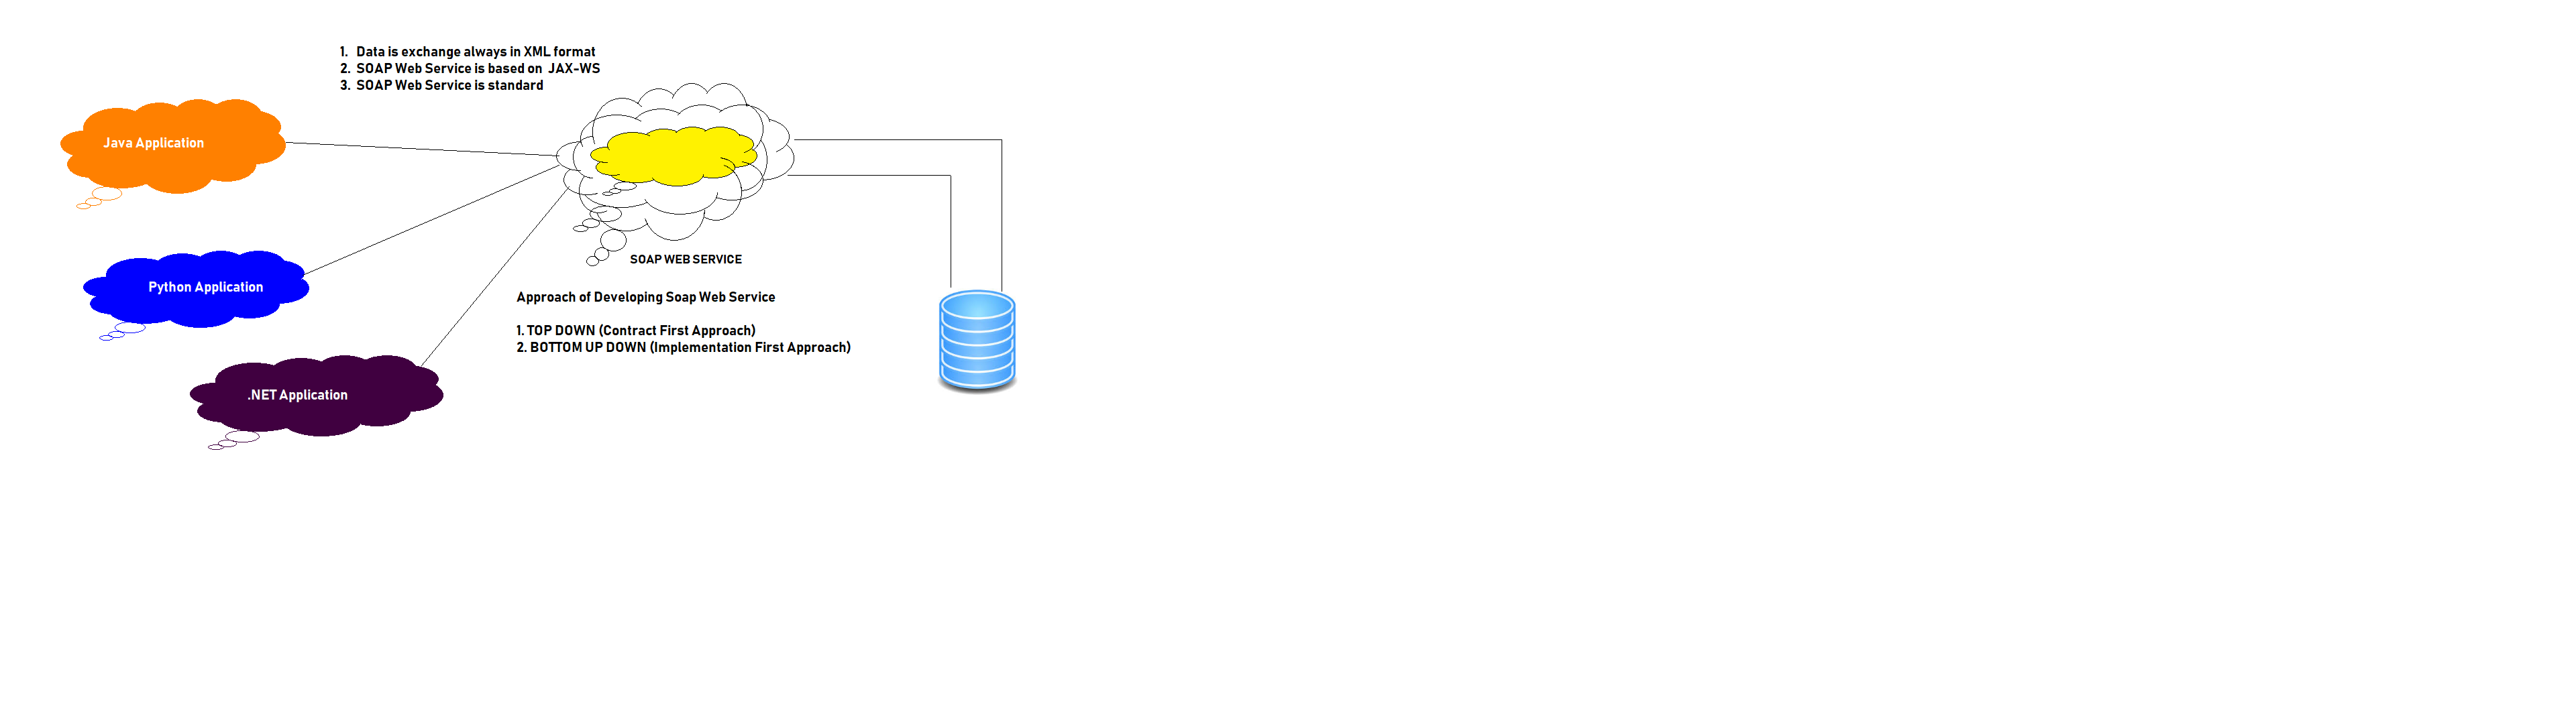 1. Data is exchange always in XML format
2. SOAP Web Service is based on JAX-WS
3. SOAP Web Service is standard
Java Application
SOAP WEB SERVICE
Python Application
Approach of Developing Soap Web Service
1. TOP DOWN (Contract First Approach)
2. BOTTOM UP DOWN (Implementation First Approach)
.NET Application